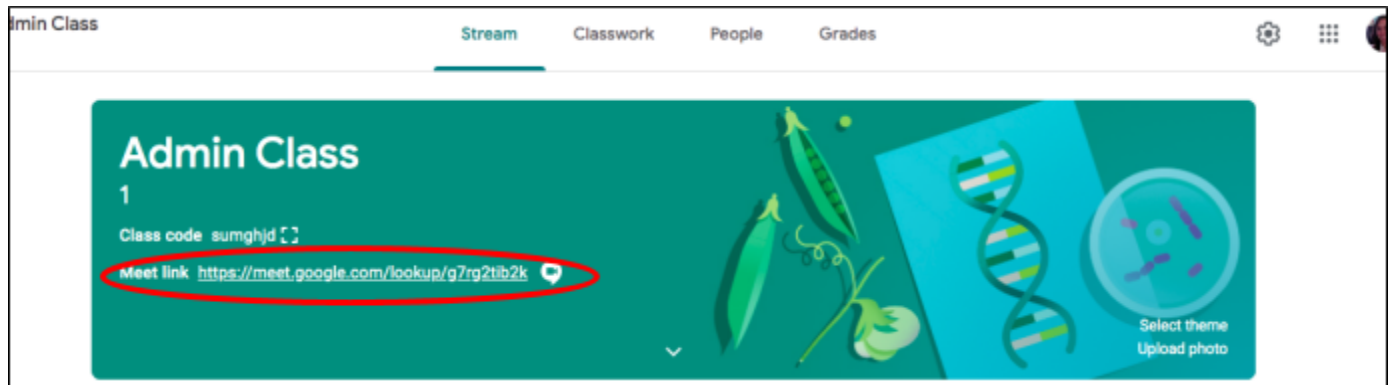 dmin Class
Stream Classwork People Grades
Admin Class
1
Class code sumghjd
Meet link https://meet.google.com/lookup/g7rg2tib2k
Select theme
Upload photo